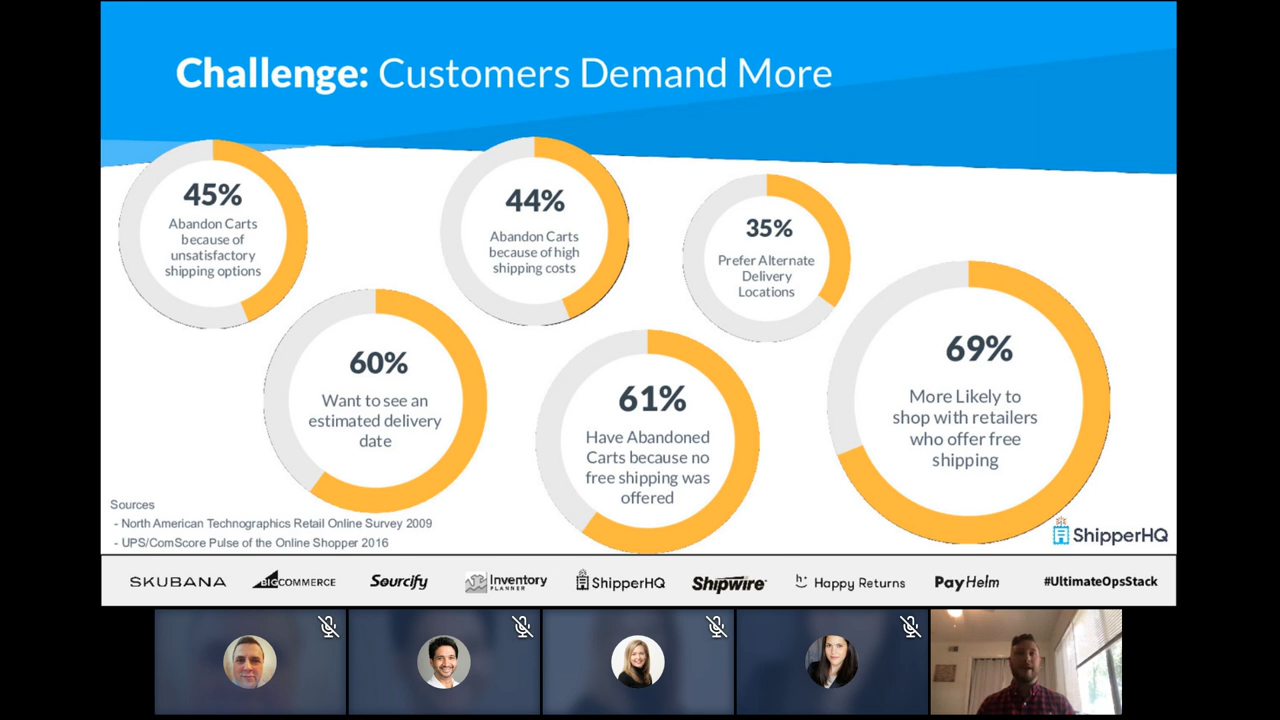 Challenge: Customers Demand More
45%
Abandon Carts
because of
unsatisfactory
shipping options
44%
Abandon Carts
because of high
shipping costs
35%
Prefer Alternate
Delivery
Locations
60%
Want to see an
estimated delivery
date
61%
Have Abandoned
Carts because no
free shipping was
offered
69%
More Likely to
shop with retailers
who offer free
shipping
Sources
- North American Technographics Retail Online Survey 2009
- UPS/ComScore Pulse of the Online Shopper 2016
ShipperHQ
SKUBANA
BIGCOMMERCE
Sourcify
Inventory
PLANNER
ShipperHQ
Shipwire
Happy Returns
PayHelm
#UltimateOpsStack